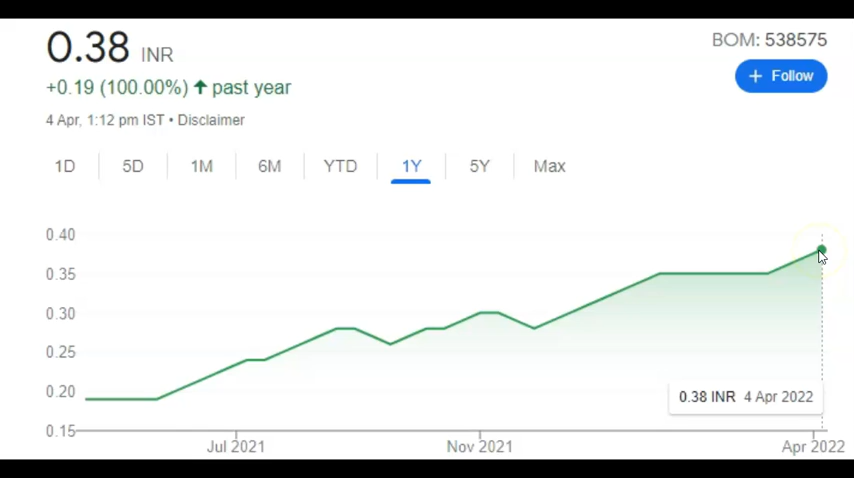 0.38 INR
BOM: 538575
+ Follow
+0.19 (100.00%) ↑ past year
4 Apr, 1:12 pm IST • Disclaimer
1D 5D 1M 6M YTD 1Y 5Y Max
0.40
0.35
0.30
0.25
0.20
0.15
0.38 INR 4 Apr 2022
Jul 2021 Nov 2021 Apr 2022